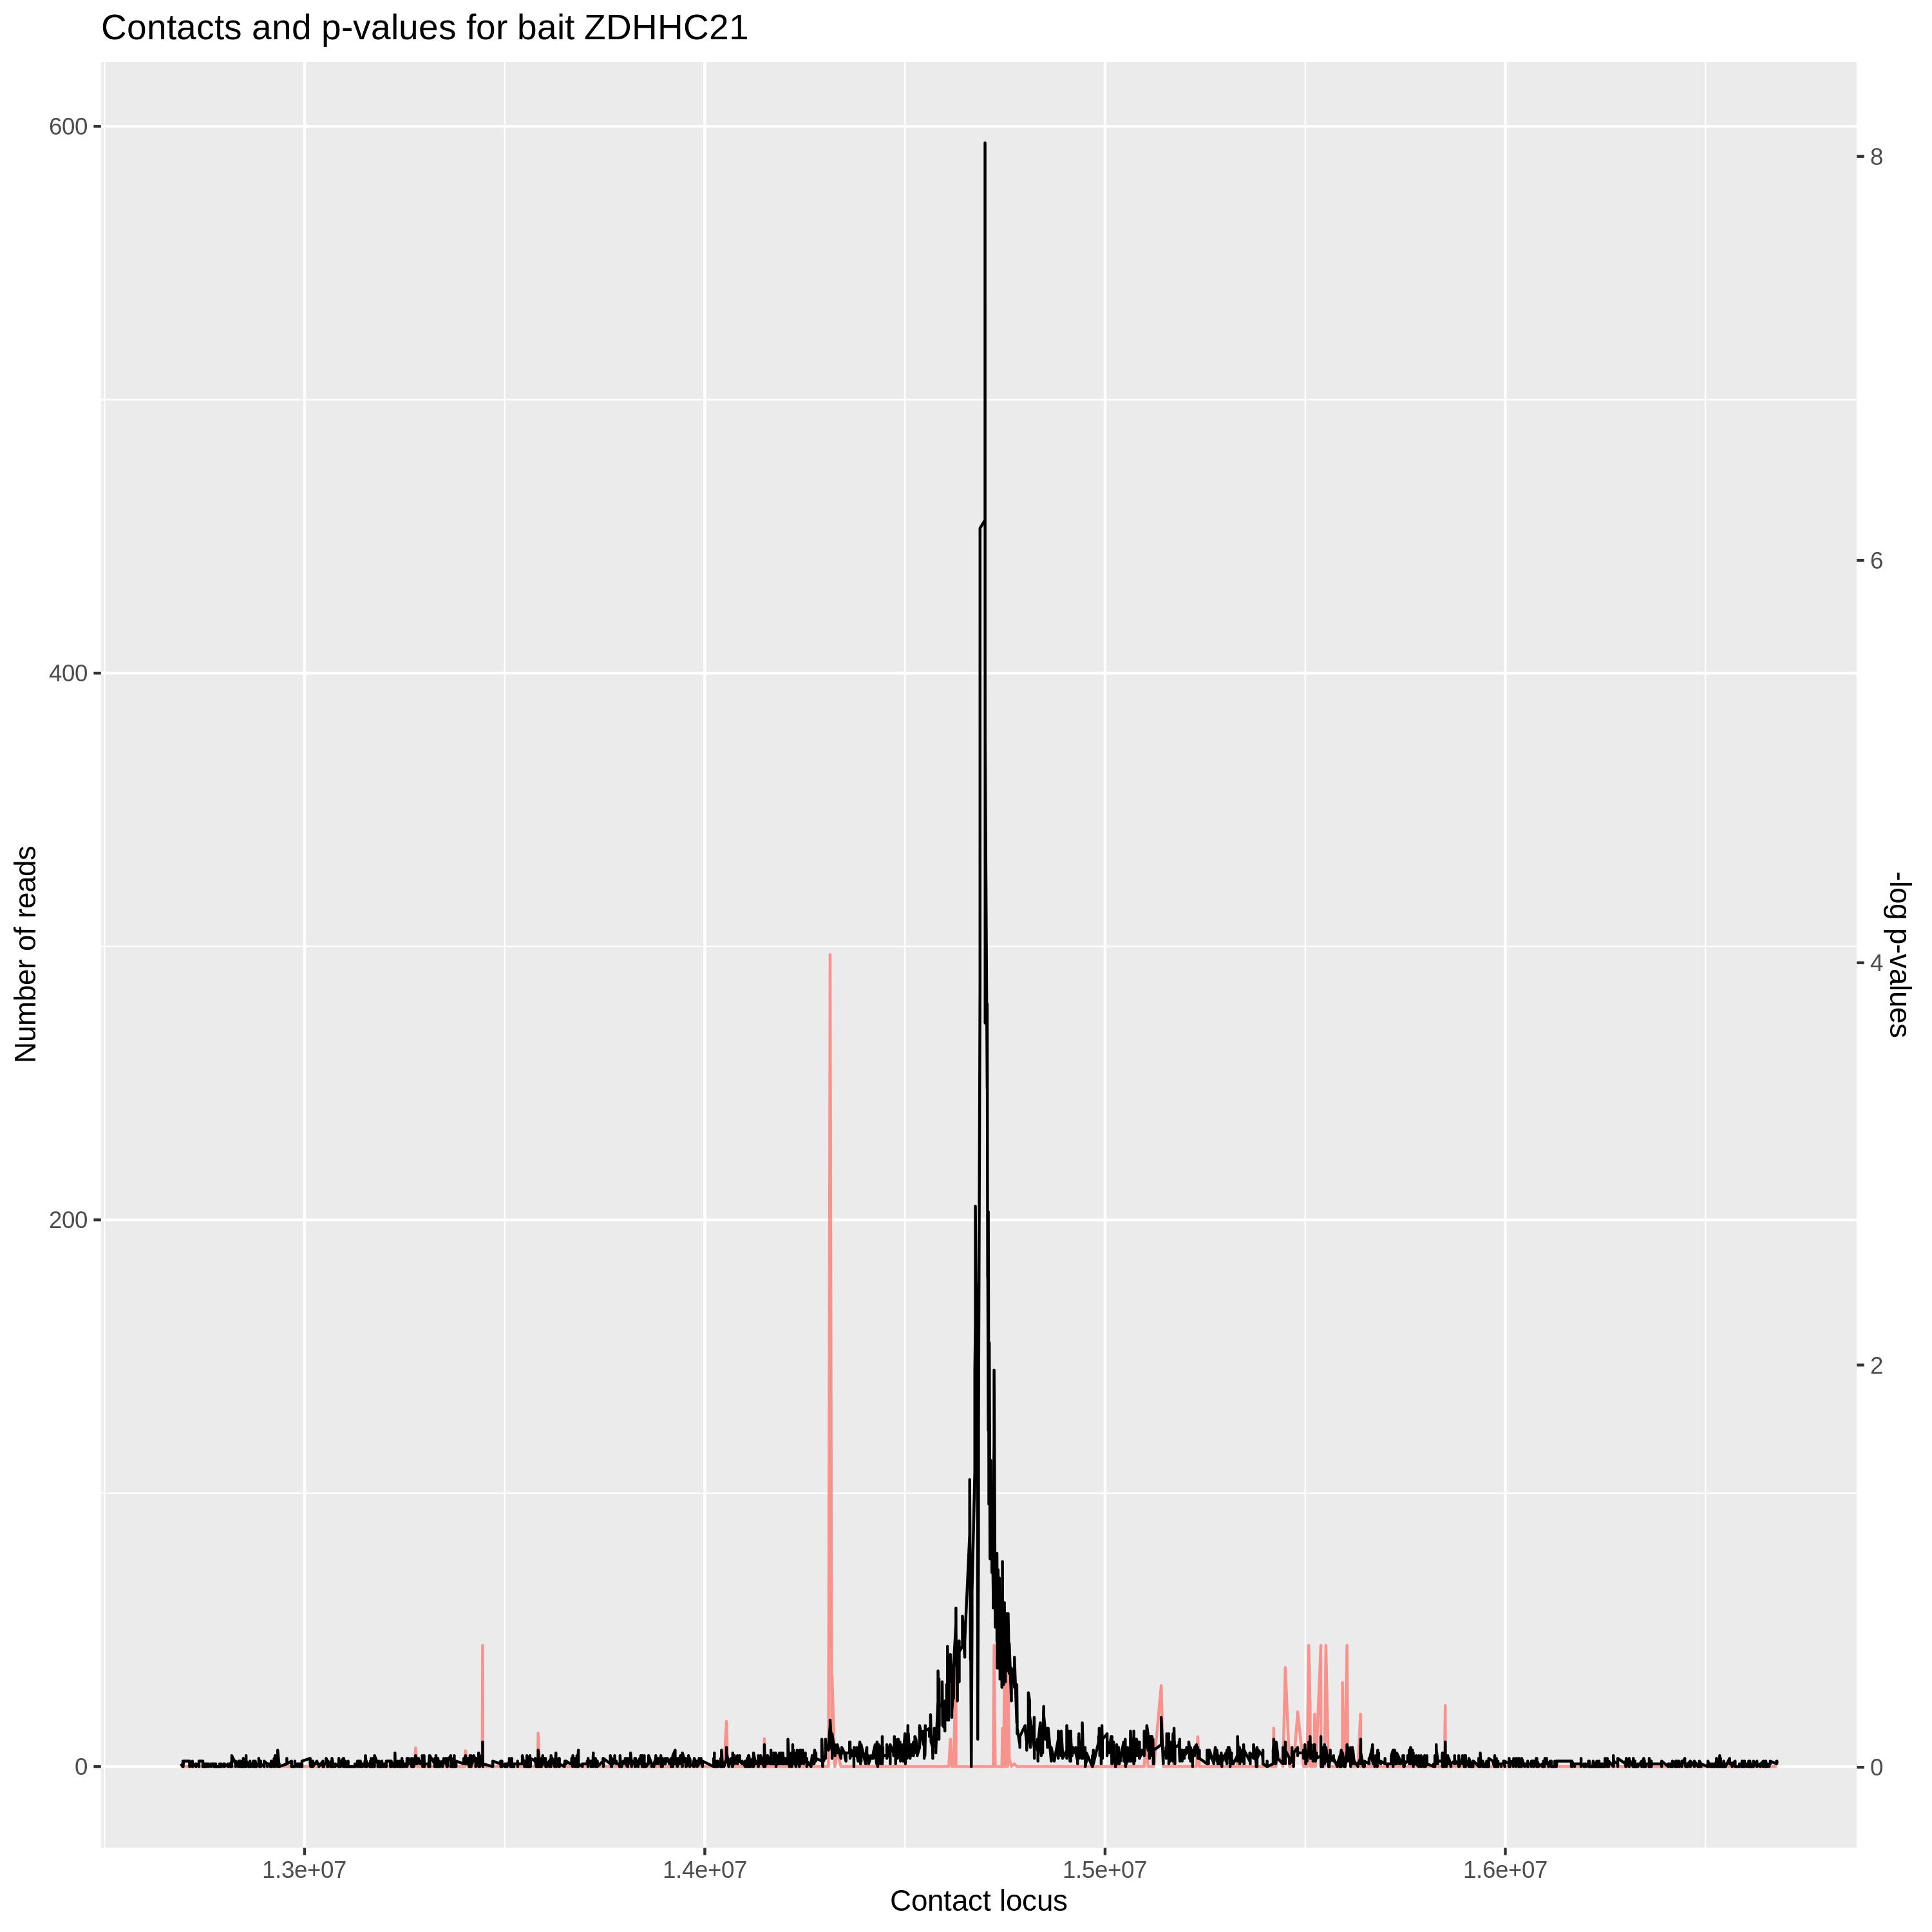 Contacts and p-values for bait ZDHHC21
600
400
200
0
8
6
4
2
0
Number of reads
-log p-values
1.3e+07
1.4e+07
1.5e+07
1.6e+07
Contact locus